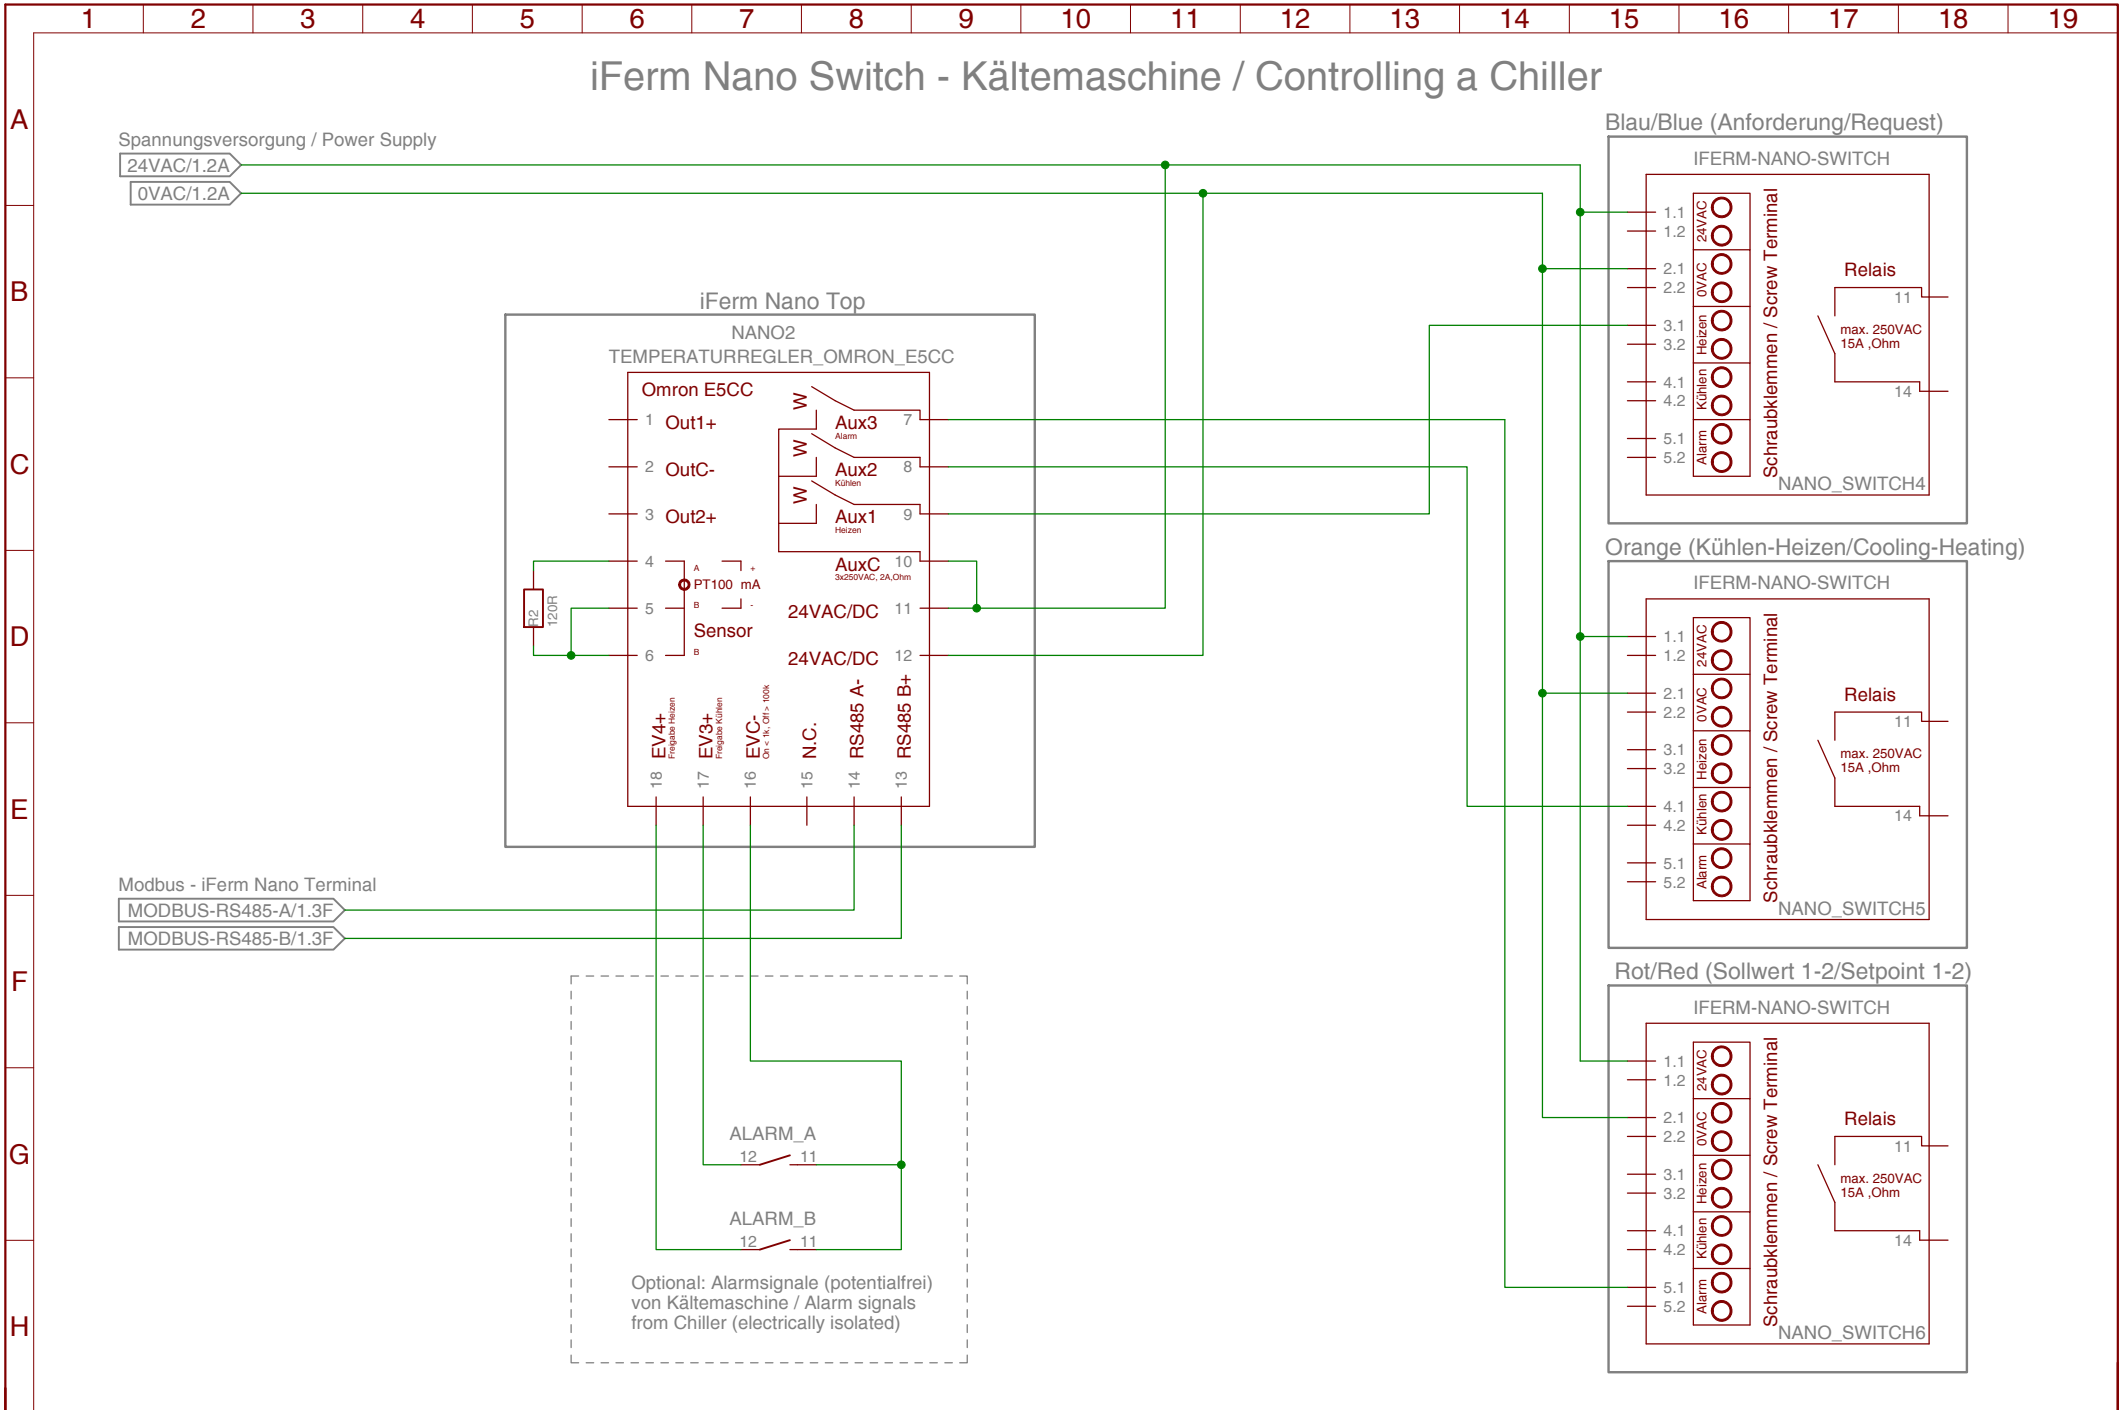 1 2 3 4 5 6 7 8 9 10 11 12 13 14 15 16 17 18 19
iFerm Nano Switch - Kältemaschine / Controlling a Chiller
A
B
C
D
E
F
G
H
Spannungsversorgung / Power Supply
24VAC/1.2A
0VAC/1.2A
iFerm Nano Top
NANO2
TEMPERATURREGLER_OMRON_E5CC
Omron E5CC
1 Out1+
2 OutC-
3 Out2+
4
5
6
A
B
B
PT100 mA
+
-
Sensor
R2
120R
W
W
W
Aux3 7
Alarm
Aux2 8
Kühlen
Aux1 9
Heizen
AuxC 10
3x250VAC, 2A,Ohm
24VAC/DC 11
24VAC/DC 12
18 EV4+
Freigabe Heizen
17 EV3+
Freigabe Kühlen
16 EVC-
On < 1k, Off > 100k
15 N.C.
14 RS485 A-
13 RS485 B+
Modbus - iFerm Nano Terminal
MODBUS-RS485-A/1.3F
MODBUS-RS485-B/1.3F
ALARM_A
12 11
ALARM_B
12 11
Optional: Alarmsignale (potentialfrei)
von Kältemaschine / Alarm signals
from Chiller (electrically isolated)
Blau/Blue (Anforderung/Request)
IFERM-NANO-SWITCH
1.1
1.2
24VAC
2.1
2.2
0VAC
3.1
3.2
Heizen
4.1
4.2
Kühlen
5.1
5.2
Alarm
Schraubklemmen / Screw Terminal
Relais
11
max. 250VAC
15A ,Ohm
14
NANO_SWITCH4
Orange (Kühlen-Heizen/Cooling-Heating)
IFERM-NANO-SWITCH
1.1
1.2
24VAC
2.1
2.2
0VAC
3.1
3.2
Heizen
4.1
4.2
Kühlen
5.1
5.2
Alarm
Schraubklemmen / Screw Terminal
Relais
11
max. 250VAC
15A ,Ohm
14
NANO_SWITCH5
Rot/Red (Sollwert 1-2/Setpoint 1-2)
IFERM-NANO-SWITCH
1.1
1.2
24VAC
2.1
2.2
0VAC
3.1
3.2
Heizen
4.1
4.2
Kühlen
5.1
5.2
Alarm
Schraubklemmen / Screw Terminal
Relais
11
max. 250VAC
15A ,Ohm
14
NANO_SWITCH6